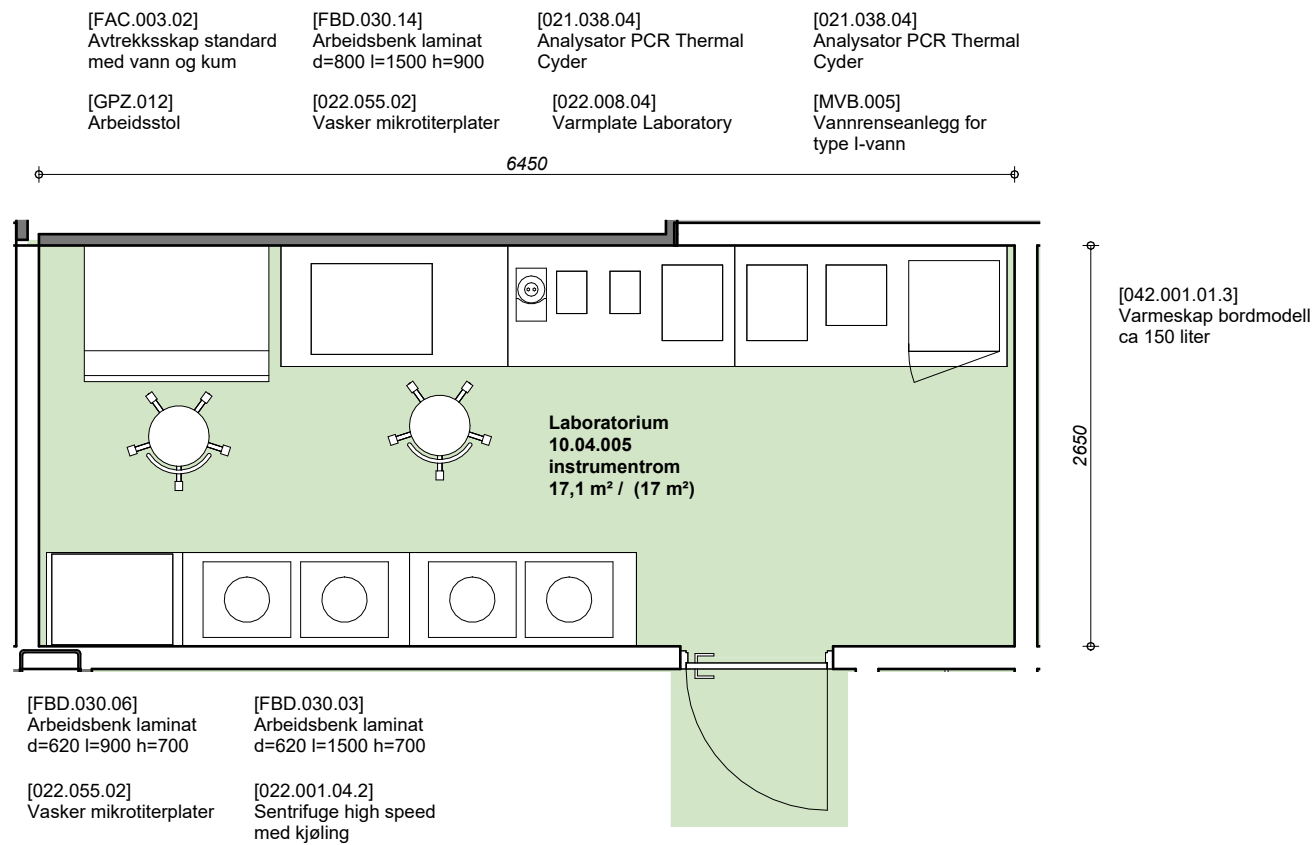 [FAC.003.02]
Avtrekksskap standard
med vann og kum
[FBD.030.14]
Arbeidsbenk laminat
d=800 l=1500 h=900
[021.038.04]
Analysator PCR Thermal
Cyder
[021.038.04]
Analysator PCR Thermal
Cyder
[GPZ.012]
Arbeidsstol
[022.055.02]
Vasker mikrotiterplater
[022.008.04]
Varmplate Laboratory
[MVB.005]
Vannrenseanlegg for
type I-vann
6450
[042.001.01.3]
Varmeskap bordmodell
ca 150 liter
2650
Laboratorium
10.04.005
instrumentrom
17,1 m² / (17 m²)
[FBD.030.06]
Arbeidsbenk laminat
d=620 l=900 h=700
[FBD.030.03]
Arbeidsbenk laminat
d=620 l=1500 h=700
[022.055.02]
Vasker mikrotiterplater
[022.001.04.2]
Sentrifuge high speed
med kjøling